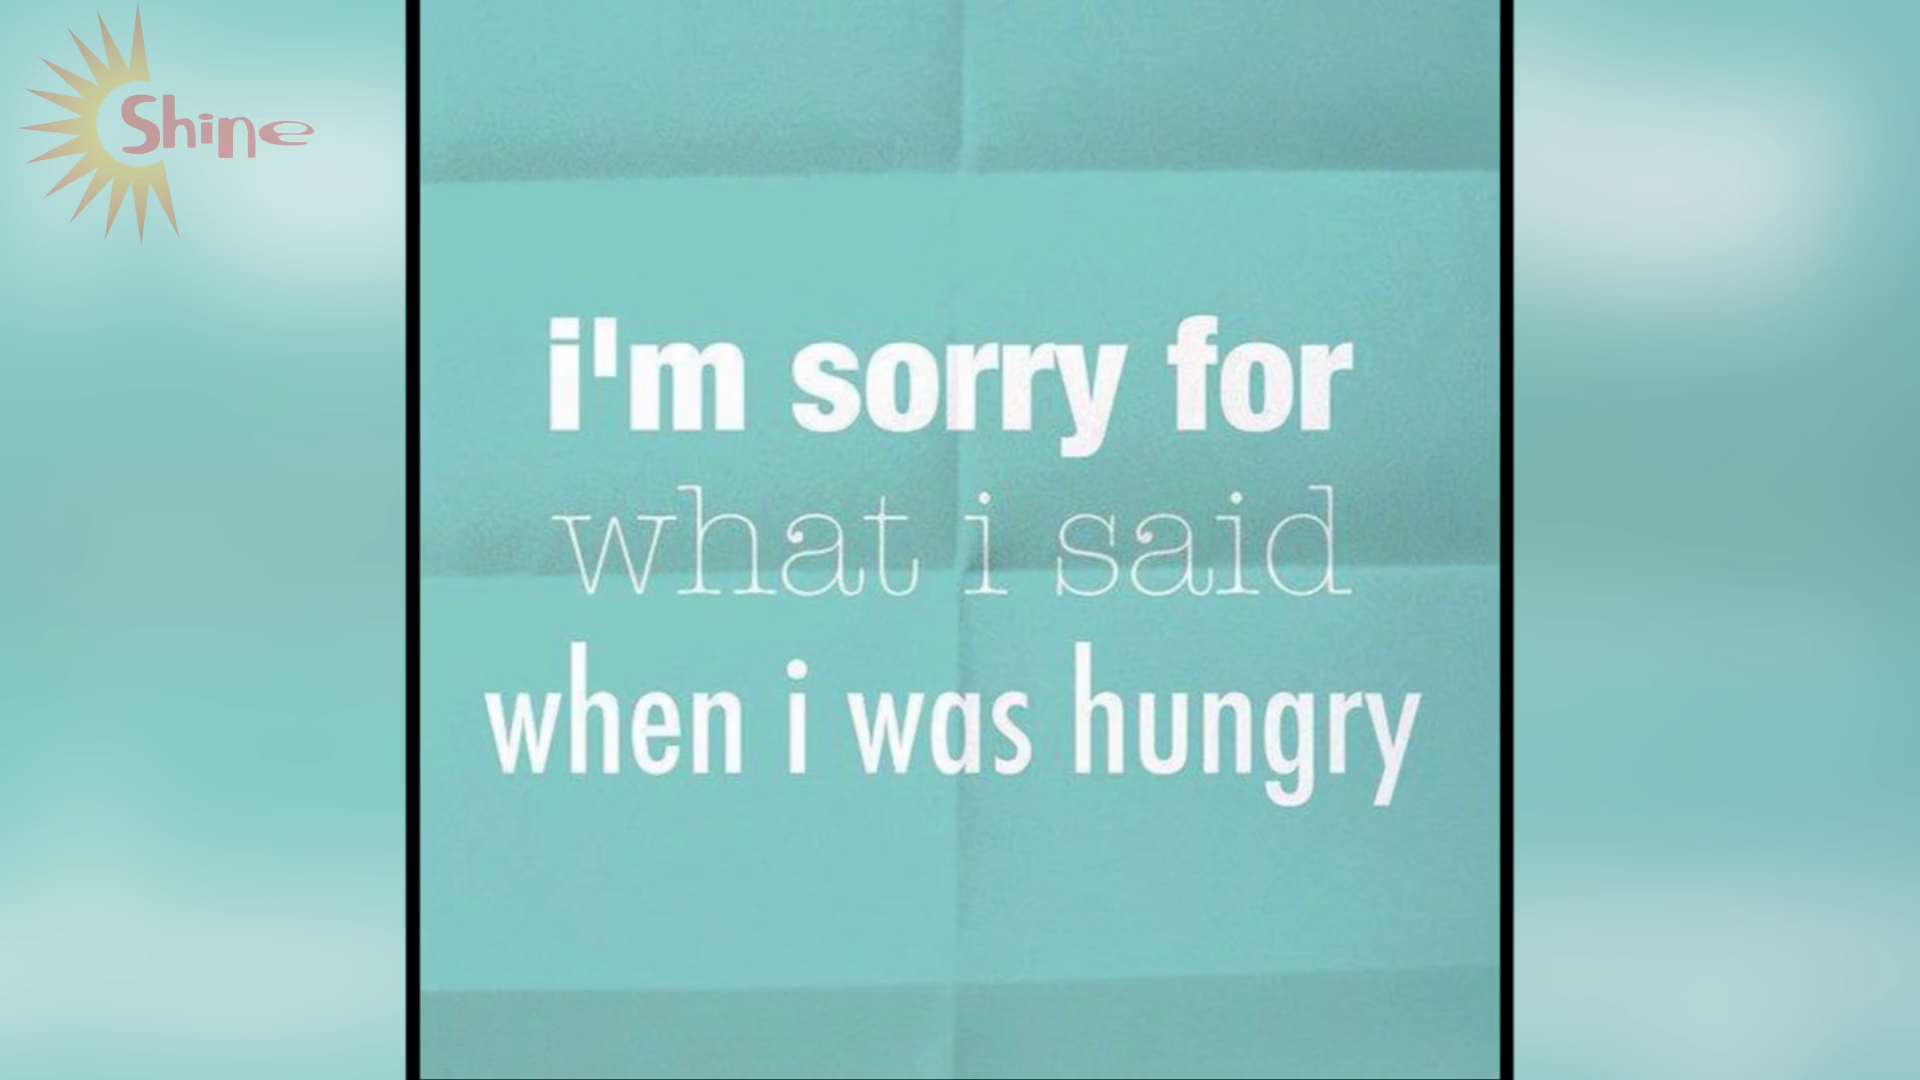 Shine
i'm sorry for
what i said
when i was hungry